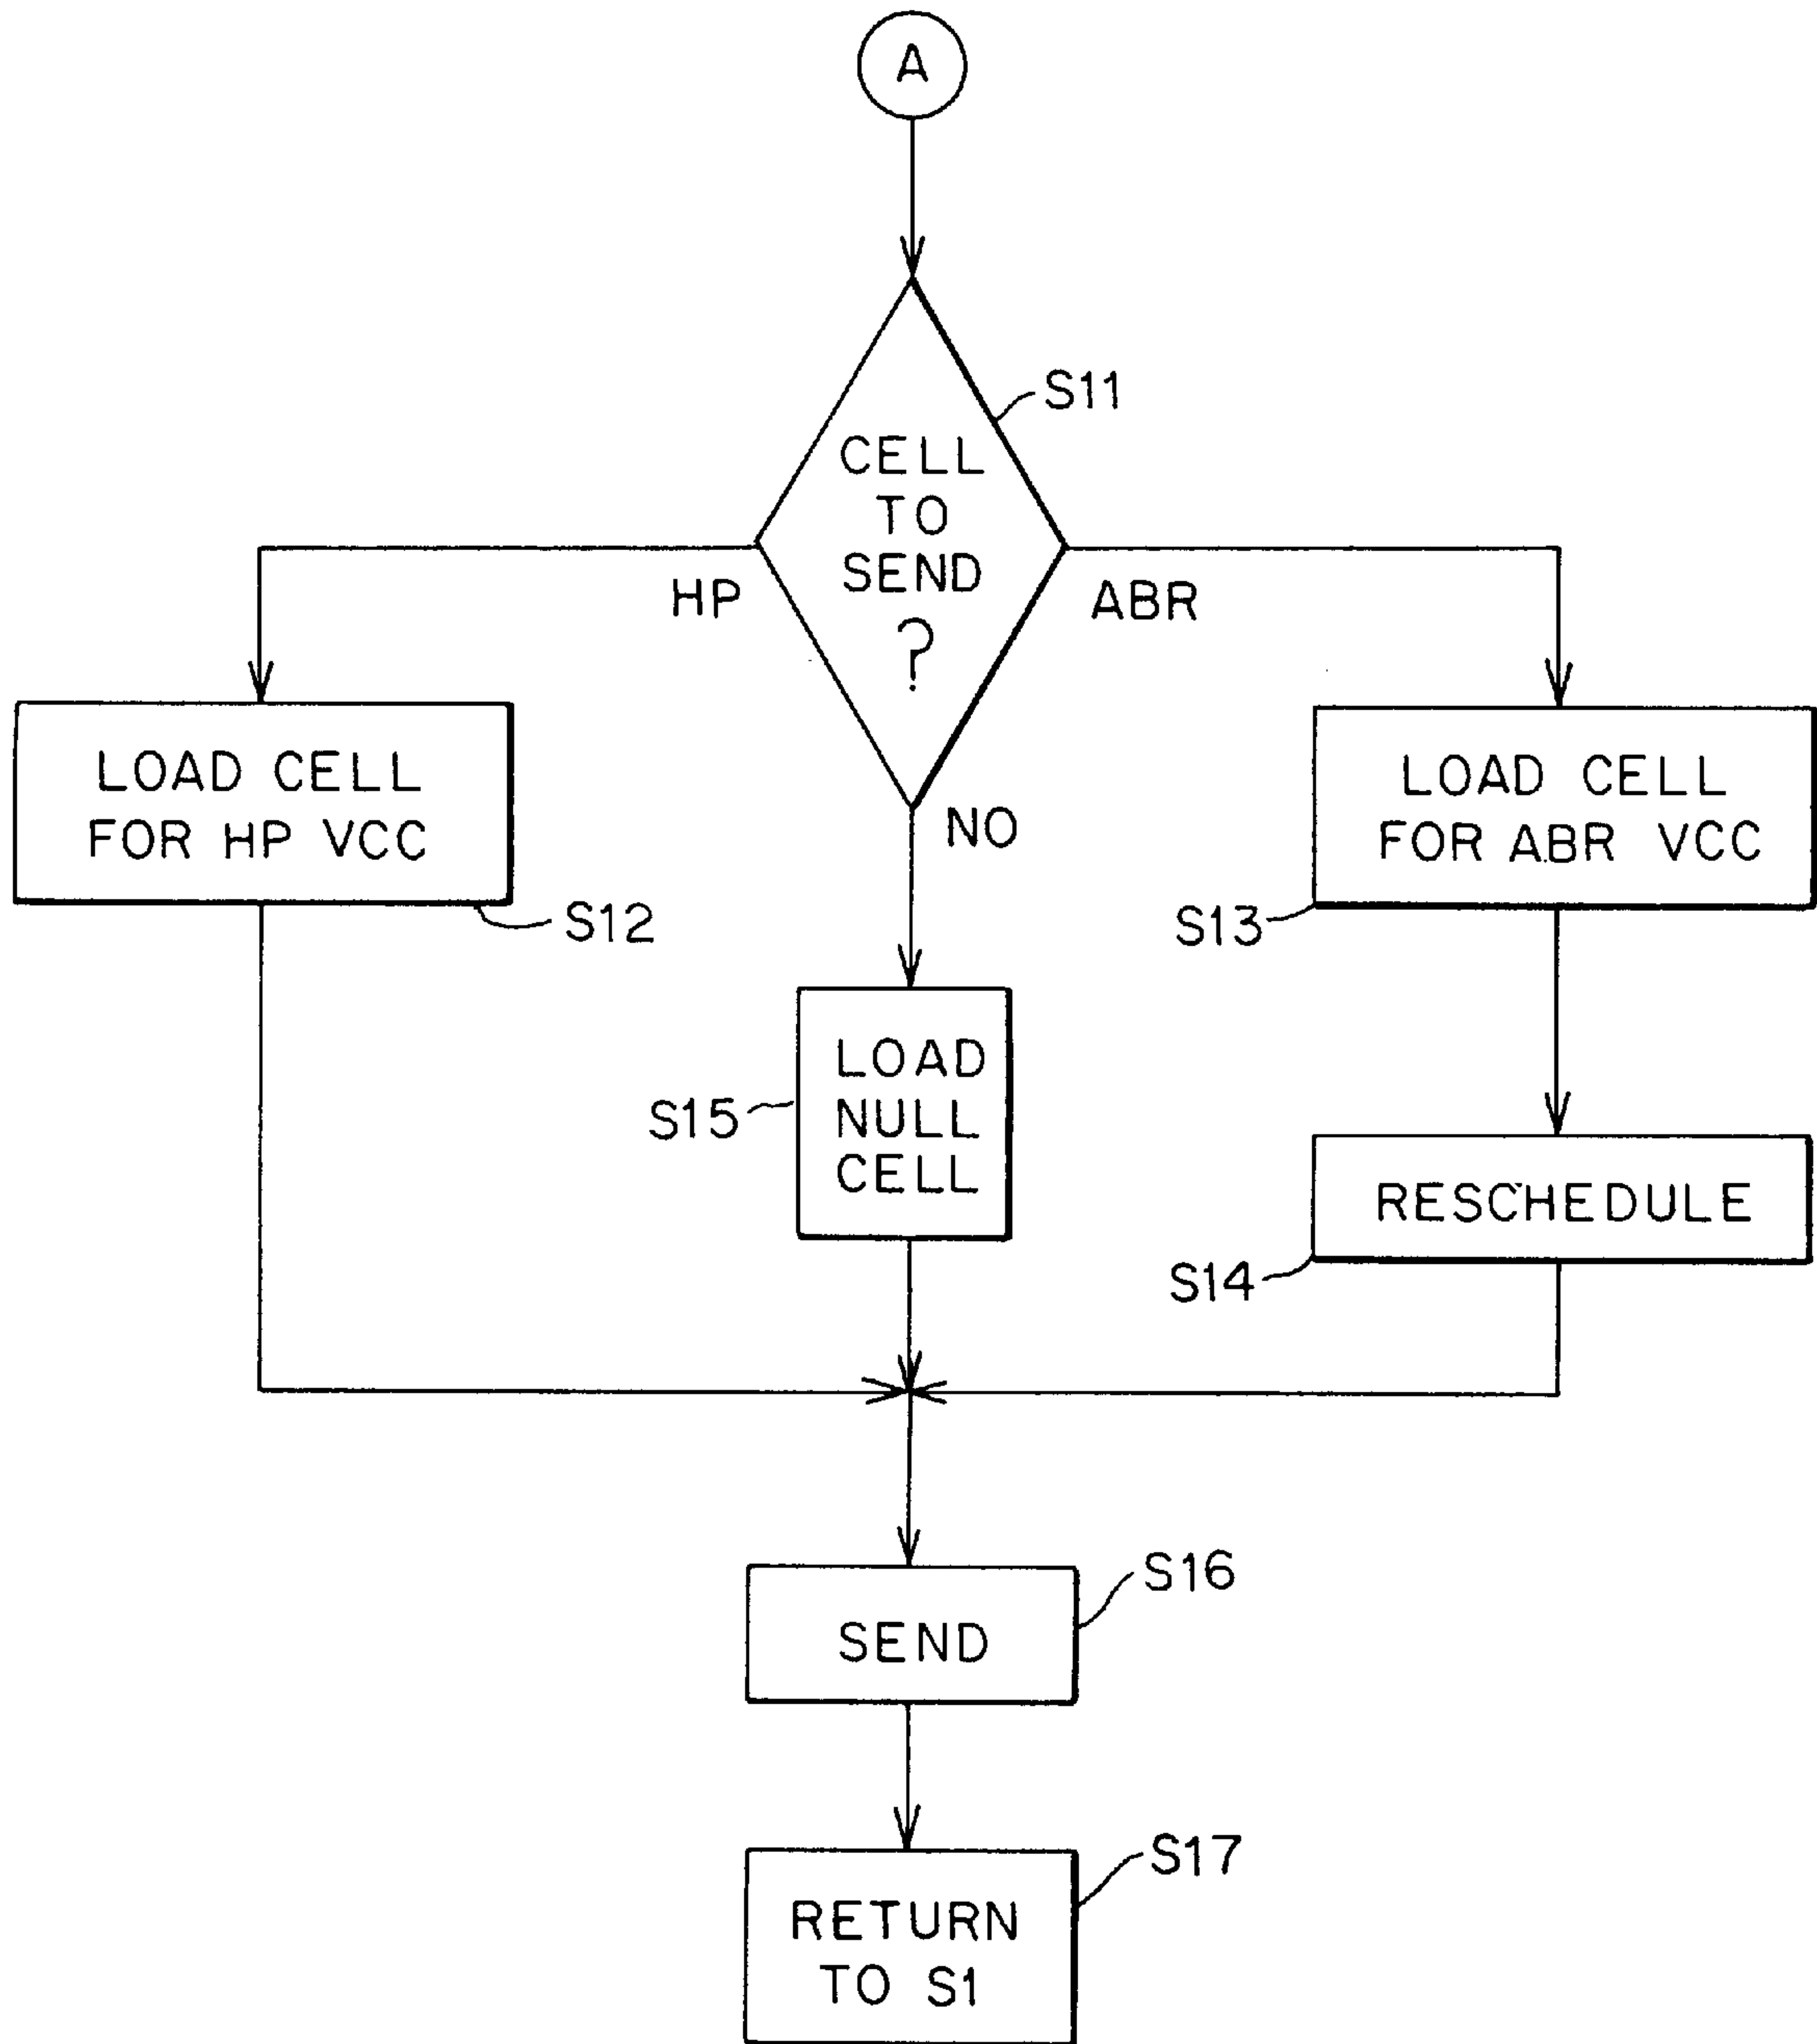 A
S11
CELL
TO
SEND
?
HP
ABR
LOAD CELL
FOR HP VCC
S12
NO
LOAD CELL
FOR ABR VCC
S13
LOAD
NULL
CELL
S15
RESCHEDULE
S14
SEND
S16
RETURN
TO S1
S17